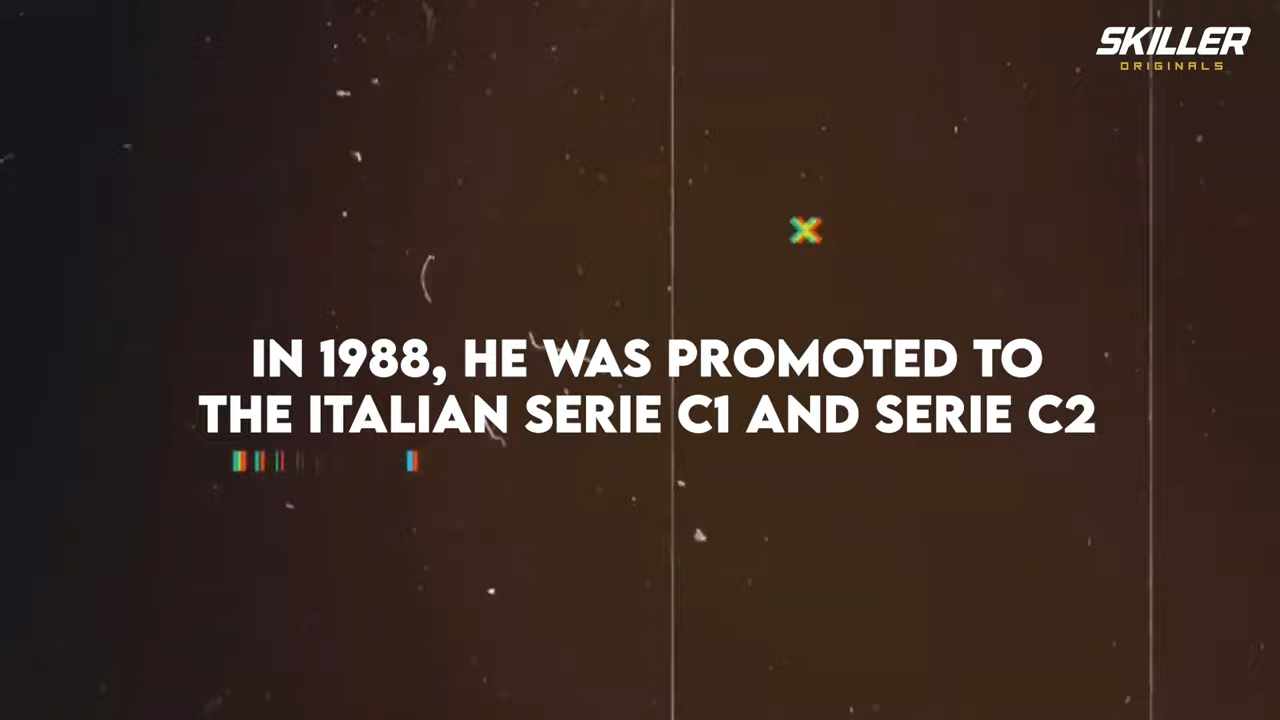 SKILLER
ORIGINALS
IN 1988, HE WAS PROMOTED TO
THE ITALIAN SERIE C1 AND SERIE C2